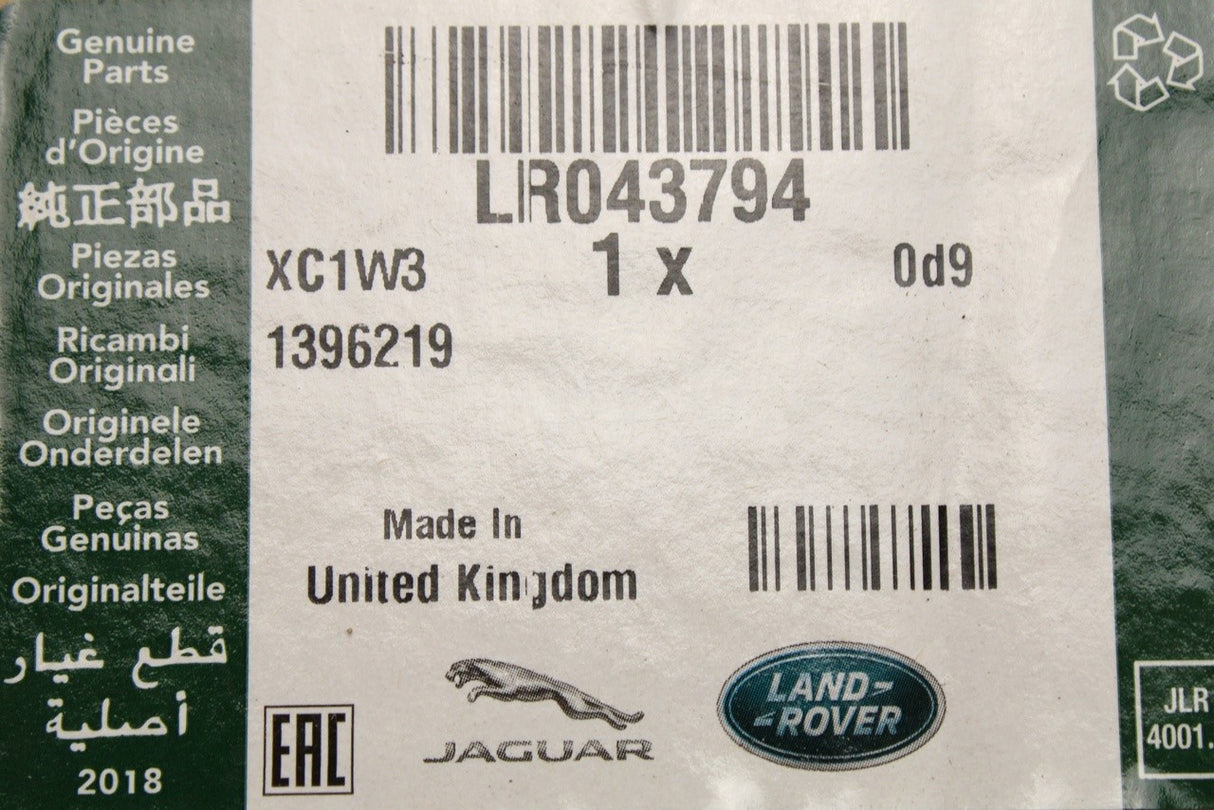 Genuine
Parts
Pièces
d'Origine
純正部品
Piezas
Originales
Ricambi
Originali
Originele
Onderdelen
Peças
Genuinas
Originalteile
قطع غيار
أصلية
2018
LR043794
XC1W3 1 x 0d9
1396219
Made In
United Kingdom
EAC
JAGUAR
LAND-
-ROVER
JLR
4001.